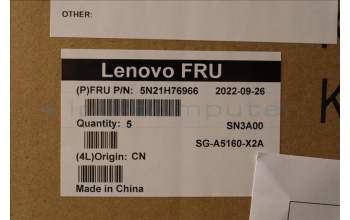 OTHER:
Lenovo FRU
(P)FRU P/N: 5N21H76966 2022-09-26
Quantity: 5 SN3A00
SG-A5160-X2A
(4L)Origin: CN
Made in China